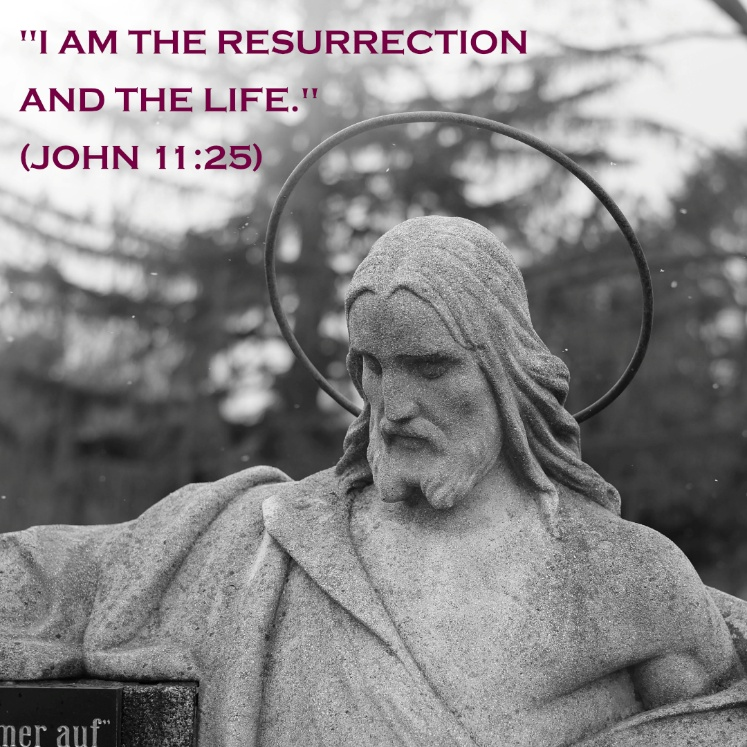 "I AM THE RESURRECTION
AND THE LIFE."
(JOHN 11:25)
mer auf"